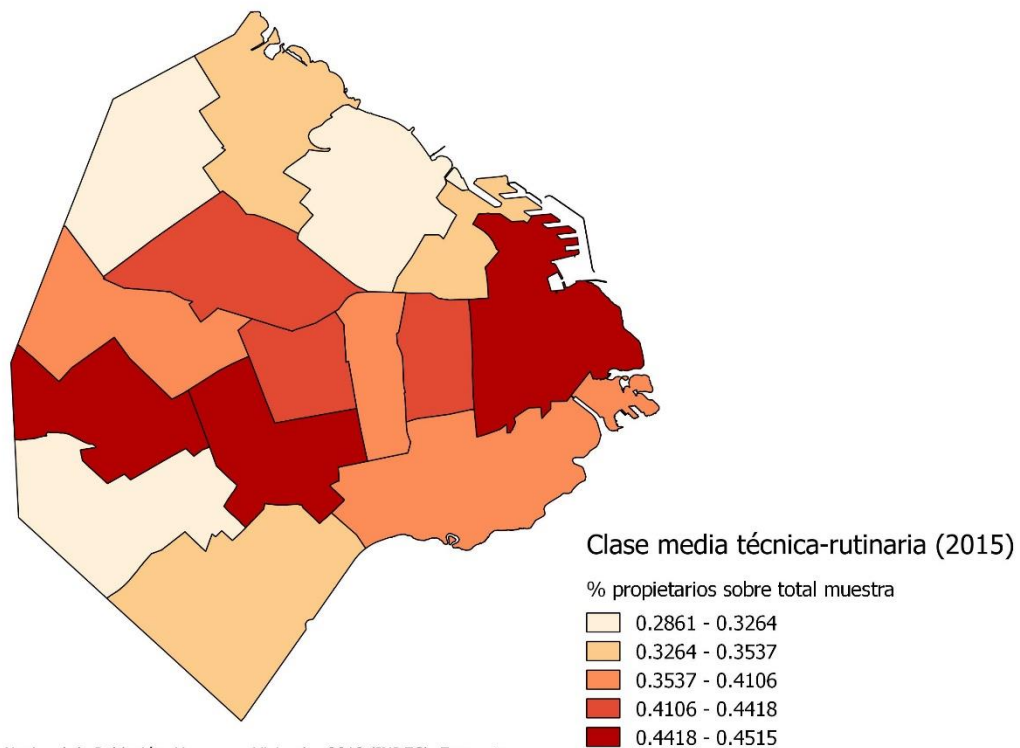 Clase media técnica-rutinaria (2015)
% propietarios sobre total muestra
0.2861 - 0.3264
0.3264 - 0.3537
0.3537 - 0.4106
0.4106 - 0.4418
0.4418 - 0.4515